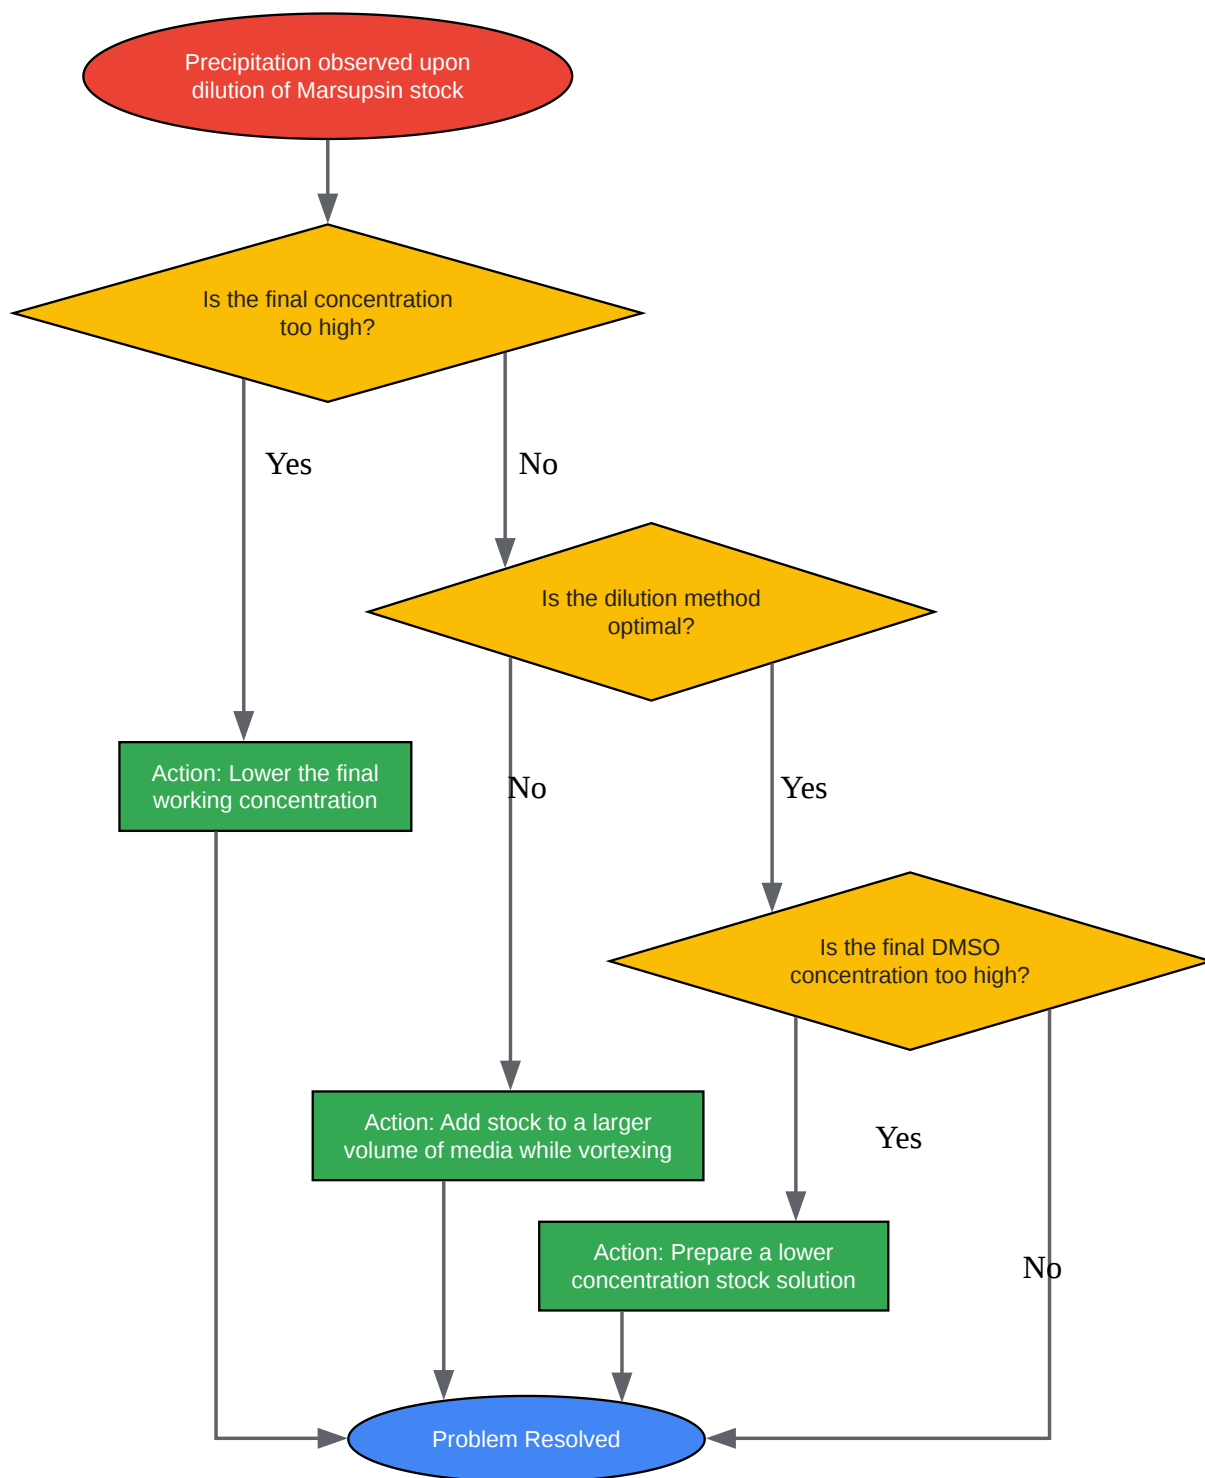 Precipitation observed upon
dilution of Marsupsin stock
Is the final concentration
too high?
Yes
No
Is the dilution method
optimal?
Action: Lower the final
working concentration
No
Yes
Is the final DMSO
concentration too high?
Action: Add stock to a larger
volume of media while vortexing
Yes
Action: Prepare a lower
concentration stock solution
No
Problem Resolved